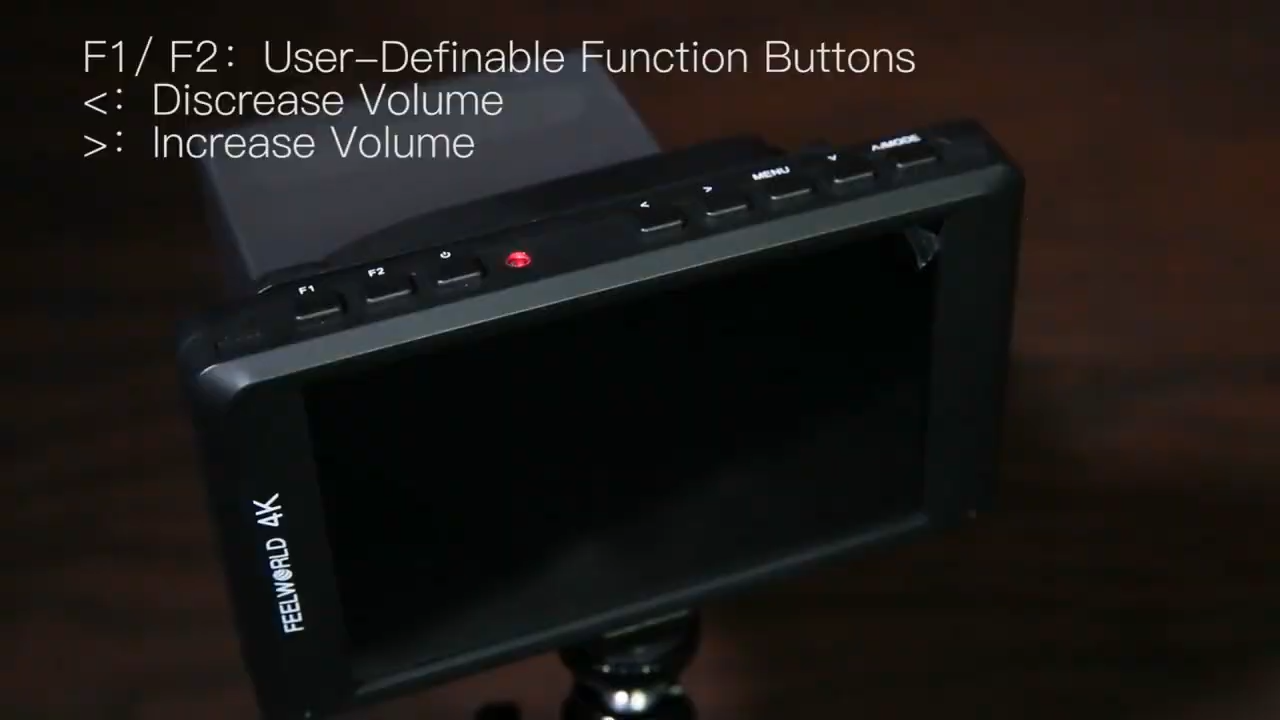 F1/ F2: User-Definable Function Buttons
<: Discrease Volume
>: Increase Volume
F1 F2 < > MENU ∨ ∧/MODE
FEELWORLD 4K